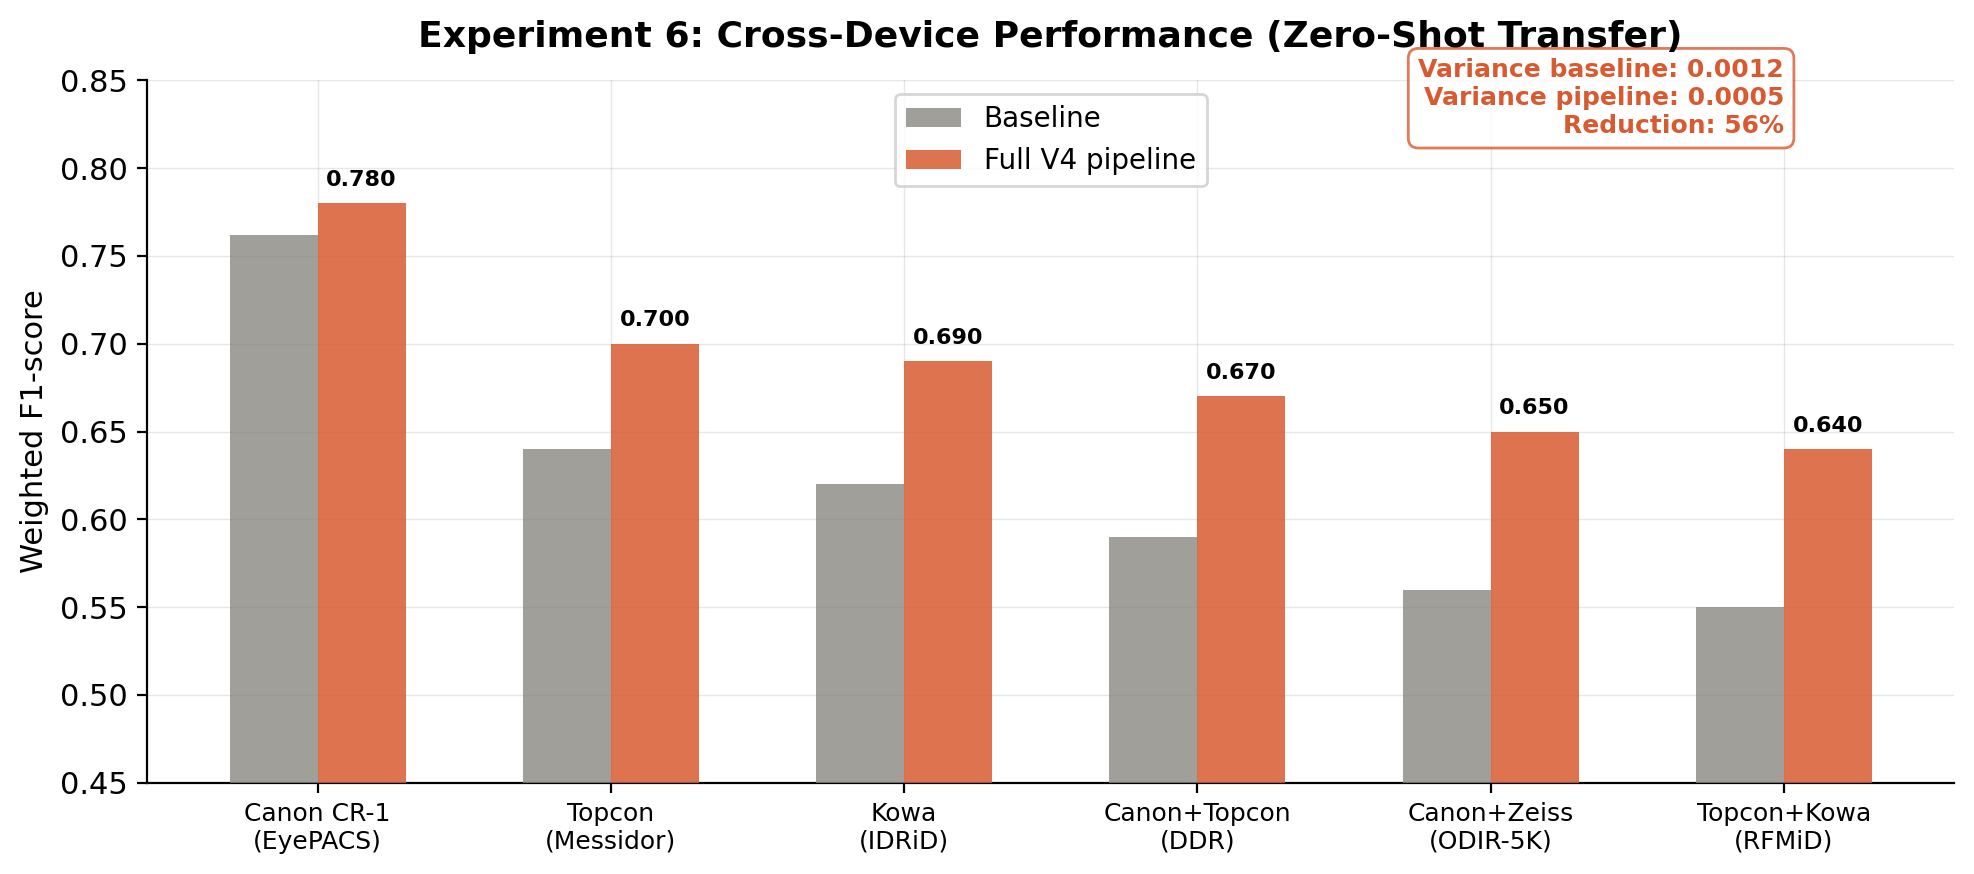 Experiment 6: Cross-Device Performance (Zero-Shot Transfer)
Variance baseline: 0.0012
Variance pipeline: 0.0005
Reduction: 56%
Baseline
Full V4 pipeline
Weighted F1-score
0.85
0.80
0.75
0.70
0.65
0.60
0.55
0.50
0.45
0.780
0.700
0.690
0.670
0.650
0.640
Canon CR-1
(EyePACS)
Topcon
(Messidor)
Kowa
(IDRiD)
Canon+Topcon
(DDR)
Canon+Zeiss
(ODIR-5K)
Topcon+Kowa
(RFMiD)